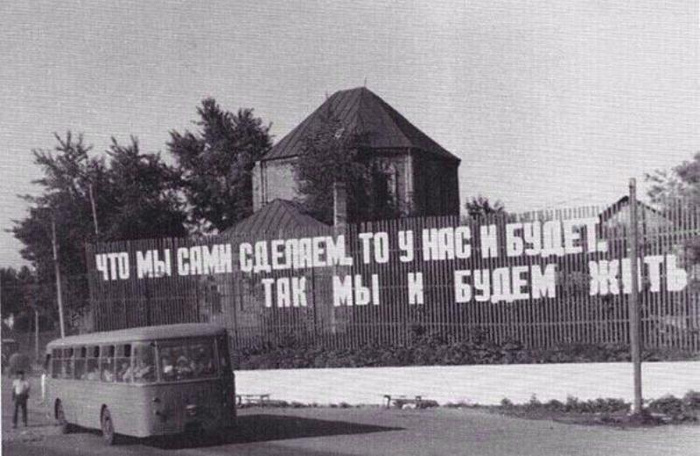 ЧТО МЫ САМИ СДЕЛАЕМ. ТО У НАС И БУДЕТ.
ТАК МЫ И БУДЕМ ЖИТЬ